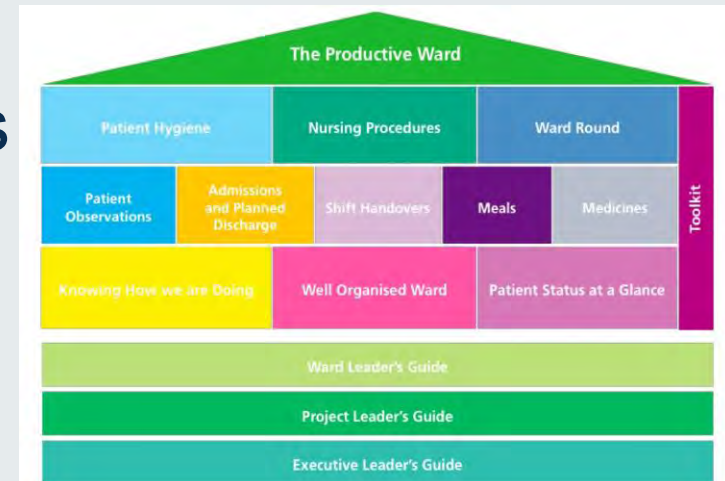 The Productive Ward
s
Patient Hygiene
Nursing Procedures
Ward Round
Patient
Observations
Admissions
and Planned
Discharge
Shift Handovers
Meals
Medicines
Toolkit
Knowing How we are Doing
Well Organised Ward
Patient Status at a Glance
Ward Leader's Guide
Project Leader's Guide
Executive Leader's Guide